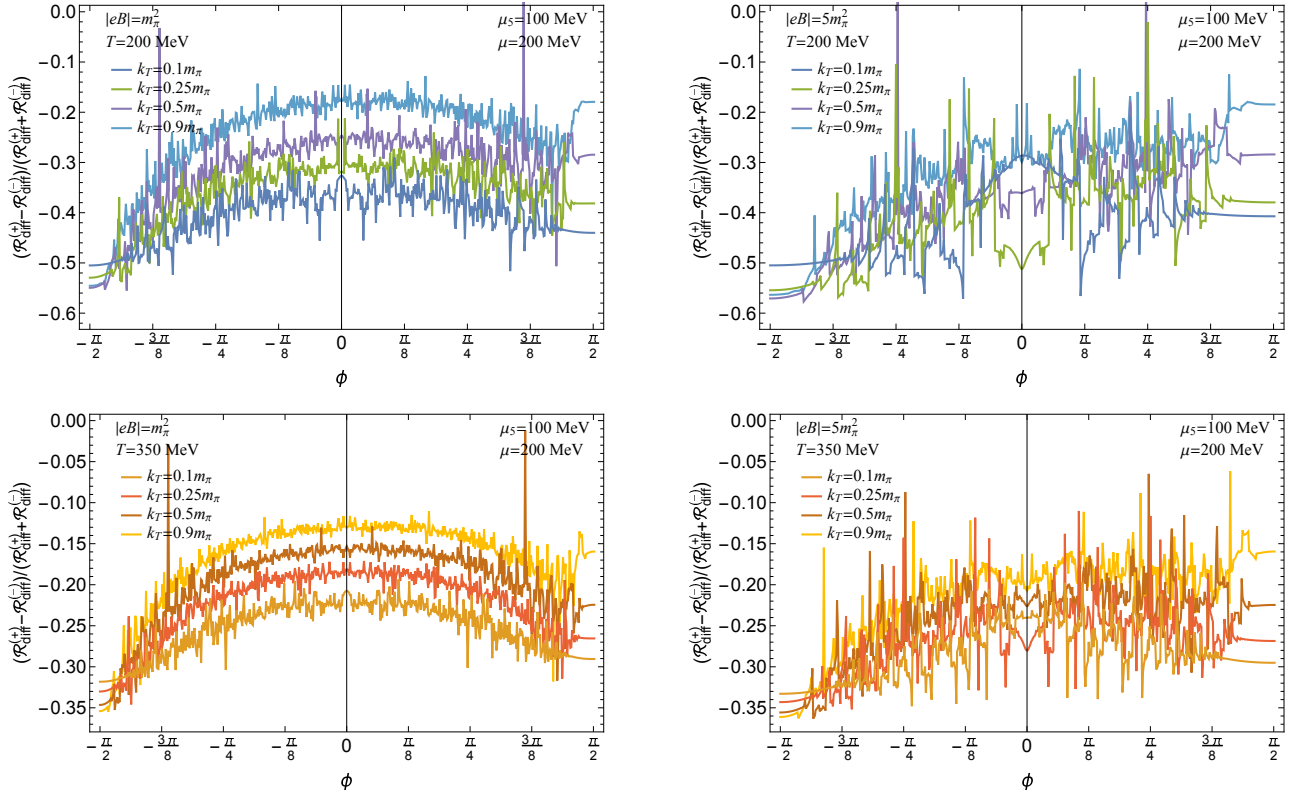 |eB|=m_π^2
μ_5=100 MeV
T=200 MeV
μ=200 MeV
k_T=0.1m_π
k_T=0.25m_π
k_T=0.5m_π
k_T=0.9m_π
(R_diff^(+)-R_diff^(-))/(R_diff^(+)+R_diff^(-))
0.0
-0.1
-0.2
-0.3
-0.4
-0.5
-0.6
-π/2 -3π/8 -π/4 -π/8 0 π/8 π/4 3π/8 π/2
ϕ
|eB|=5m_π^2
μ_5=100 MeV
T=200 MeV
μ=200 MeV
k_T=0.1m_π
k_T=0.25m_π
k_T=0.5m_π
k_T=0.9m_π
(R_diff^(+)-R_diff^(-))/(R_diff^(+)+R_diff^(-))
0.0
-0.1
-0.2
-0.3
-0.4
-0.5
-0.6
-π/2 -3π/8 -π/4 -π/8 0 π/8 π/4 3π/8 π/2
ϕ
|eB|=m_π^2
μ_5=100 MeV
T=350 MeV
μ=200 MeV
k_T=0.1m_π
k_T=0.25m_π
k_T=0.5m_π
k_T=0.9m_π
(R_diff^(+)-R_diff^(-))/(R_diff^(+)+R_diff^(-))
0.00
-0.05
-0.10
-0.15
-0.20
-0.25
-0.30
-0.35
-π/2 -3π/8 -π/4 -π/8 0 π/8 π/4 3π/8 π/2
ϕ
|eB|=5m_π^2
μ_5=100 MeV
T=350 MeV
μ=200 MeV
k_T=0.1m_π
k_T=0.25m_π
k_T=0.5m_π
k_T=0.9m_π
(R_diff^(+)-R_diff^(-))/(R_diff^(+)+R_diff^(-))
0.00
-0.05
-0.10
-0.15
-0.20
-0.25
-0.30
-0.35
-π/2 -3π/8 -π/4 -π/8 0 π/8 π/4 3π/8 π/2
ϕ